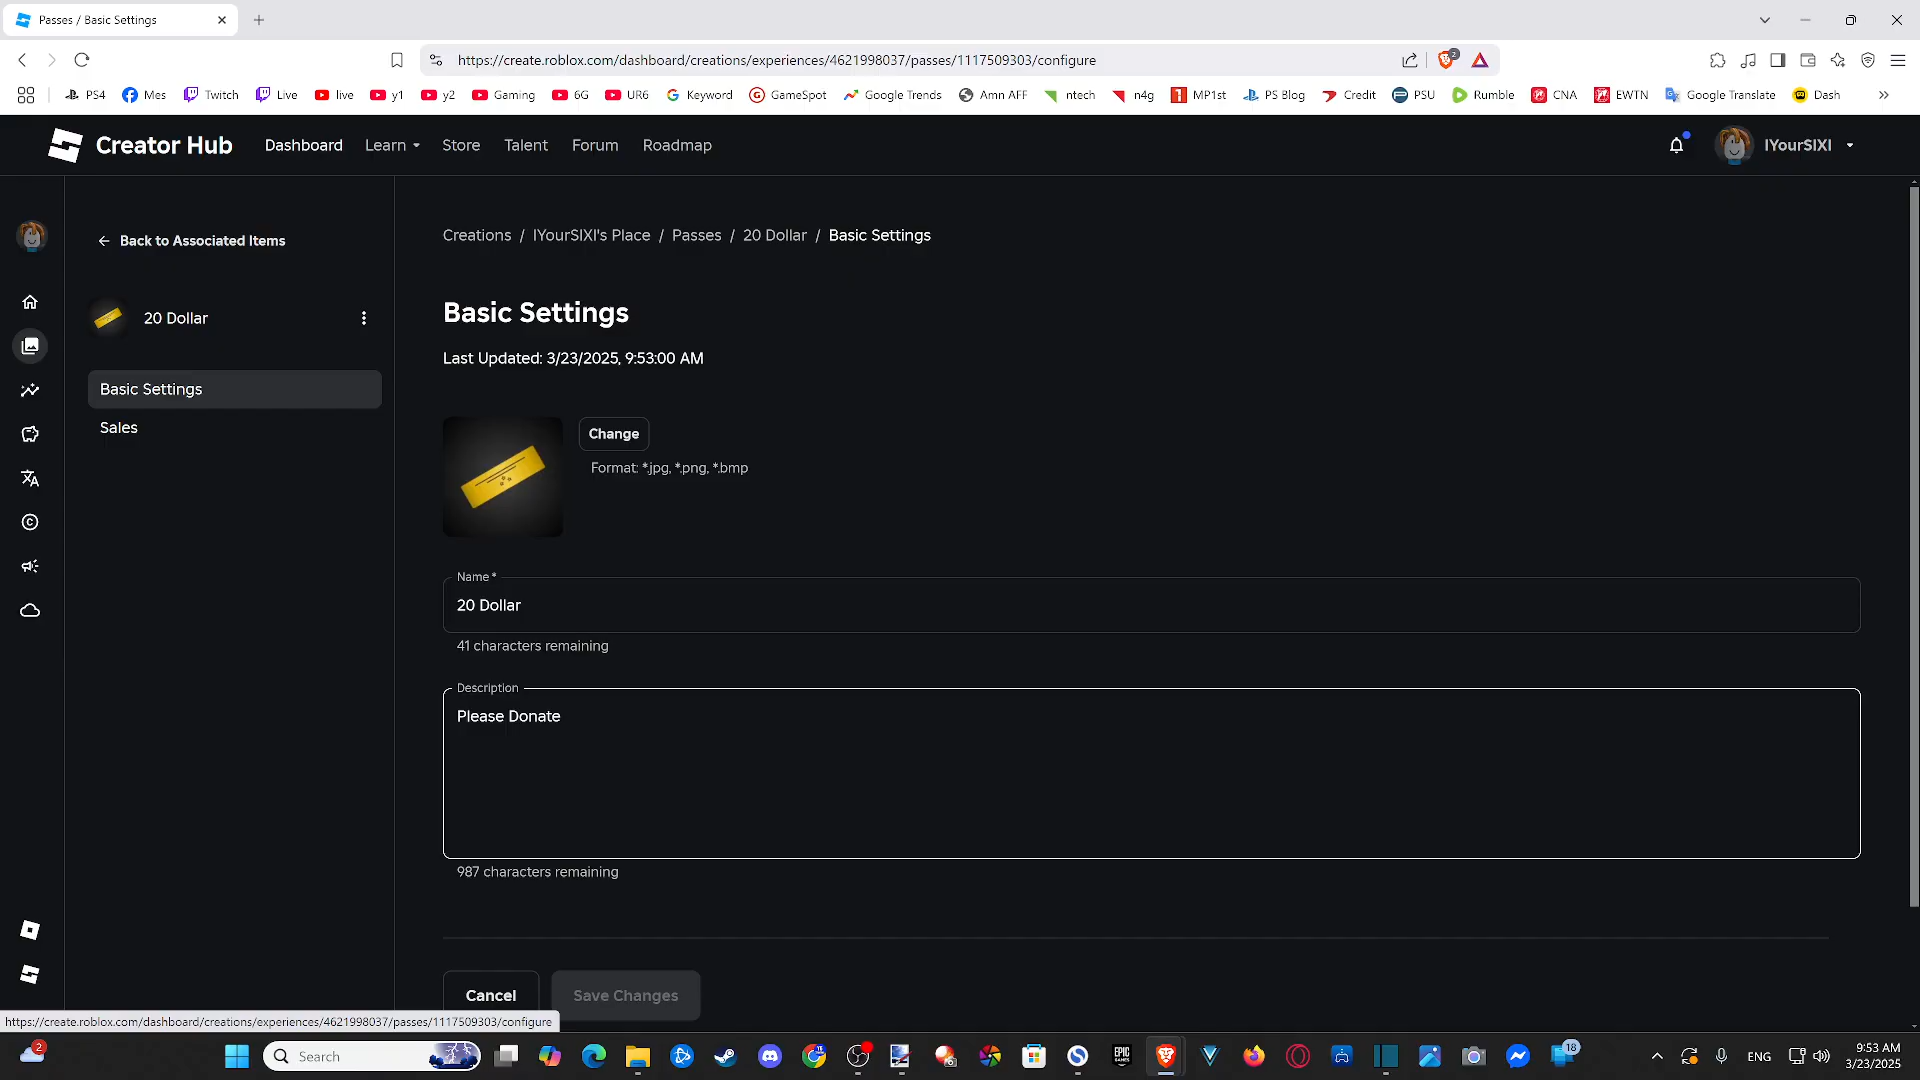 Passes / Basic Settings
https://create.roblox.com/dashboard/creations/experiences/4621998037/passes/1117509303/configure
2
PS4 Mes Twitch Live live y1 y2 Gaming 6G UR6 Keyword GameSpot Google Trends Amn AFF ntech n4g MP1st PS Blog Credit PSU Rumble CNA EWTN Google Translate Dash
Creator Hub Dashboard Learn Store Talent Forum Roadmap IYourSIXI
Back to Associated Items
Creations / IYourSIXI's Place / Passes / 20 Dollar / Basic Settings
20 Dollar
Basic Settings
Sales
Basic Settings
Last Updated: 3/23/2025, 9:53:00 AM
Change
Format: *.jpg, *.png, *.bmp
Name *
20 Dollar
41 characters remaining
Description
Please Donate
987 characters remaining
Cancel Save Changes
https://create.roblox.com/dashboard/creations/experiences/4621998037/passes/1117509303/configure
2
Search
EPIC GAMES
18
ENG
9:53 AM
3/23/2025